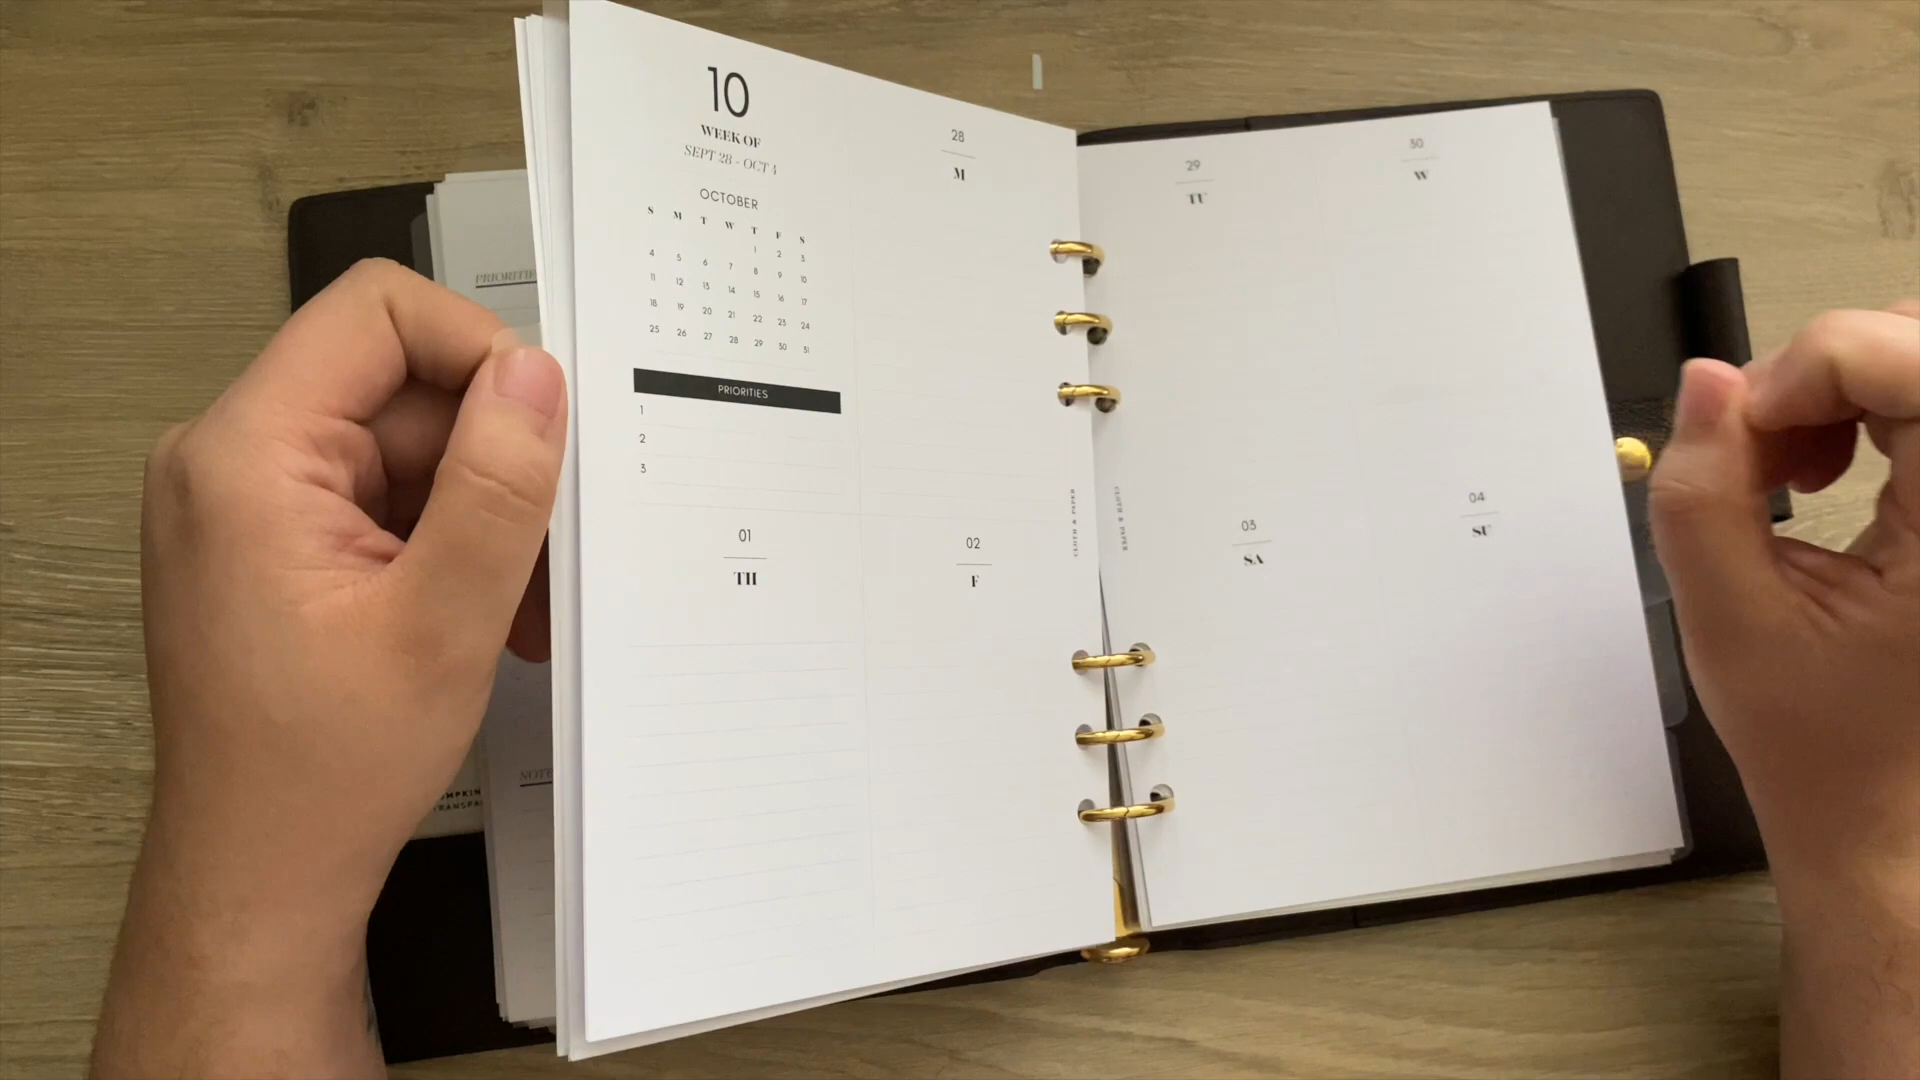 10
WEEK OF
SEPT 28 - OCT 4
OCTOBER
S M T W T F S
1 2 3
4 5 6 7 8 9 10
11 12 13 14 15 16 17
18 19 20 21 22 23 24
25 26 27 28 29 30 31
PRIORITIES
1
2
3
28
M
01
TH
02
F
CLOTH & PAPER
29
TU
30
W
03
SA
04
SU
CLOTH & PAPER
PRIORITIE
NOTE